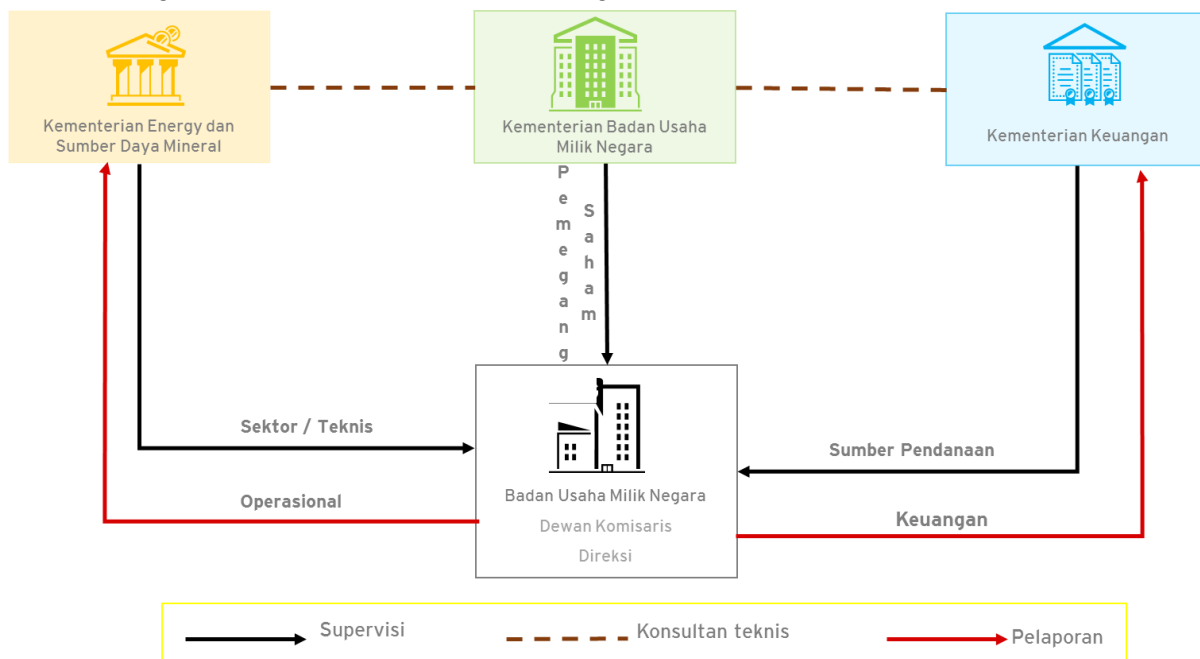 Kementerian Energy dan
Sumber Daya Mineral
Kementerian Badan Usaha
Milik Negara
Kementerian Keuangan
Pemegang
Saham
Sektor / Teknis
Operasional
Sumber Pendanaan
Keuangan
Badan Usaha Milik Negara
Dewan Komisaris
Direksi
Supervisi
Konsultan teknis
Pelaporan